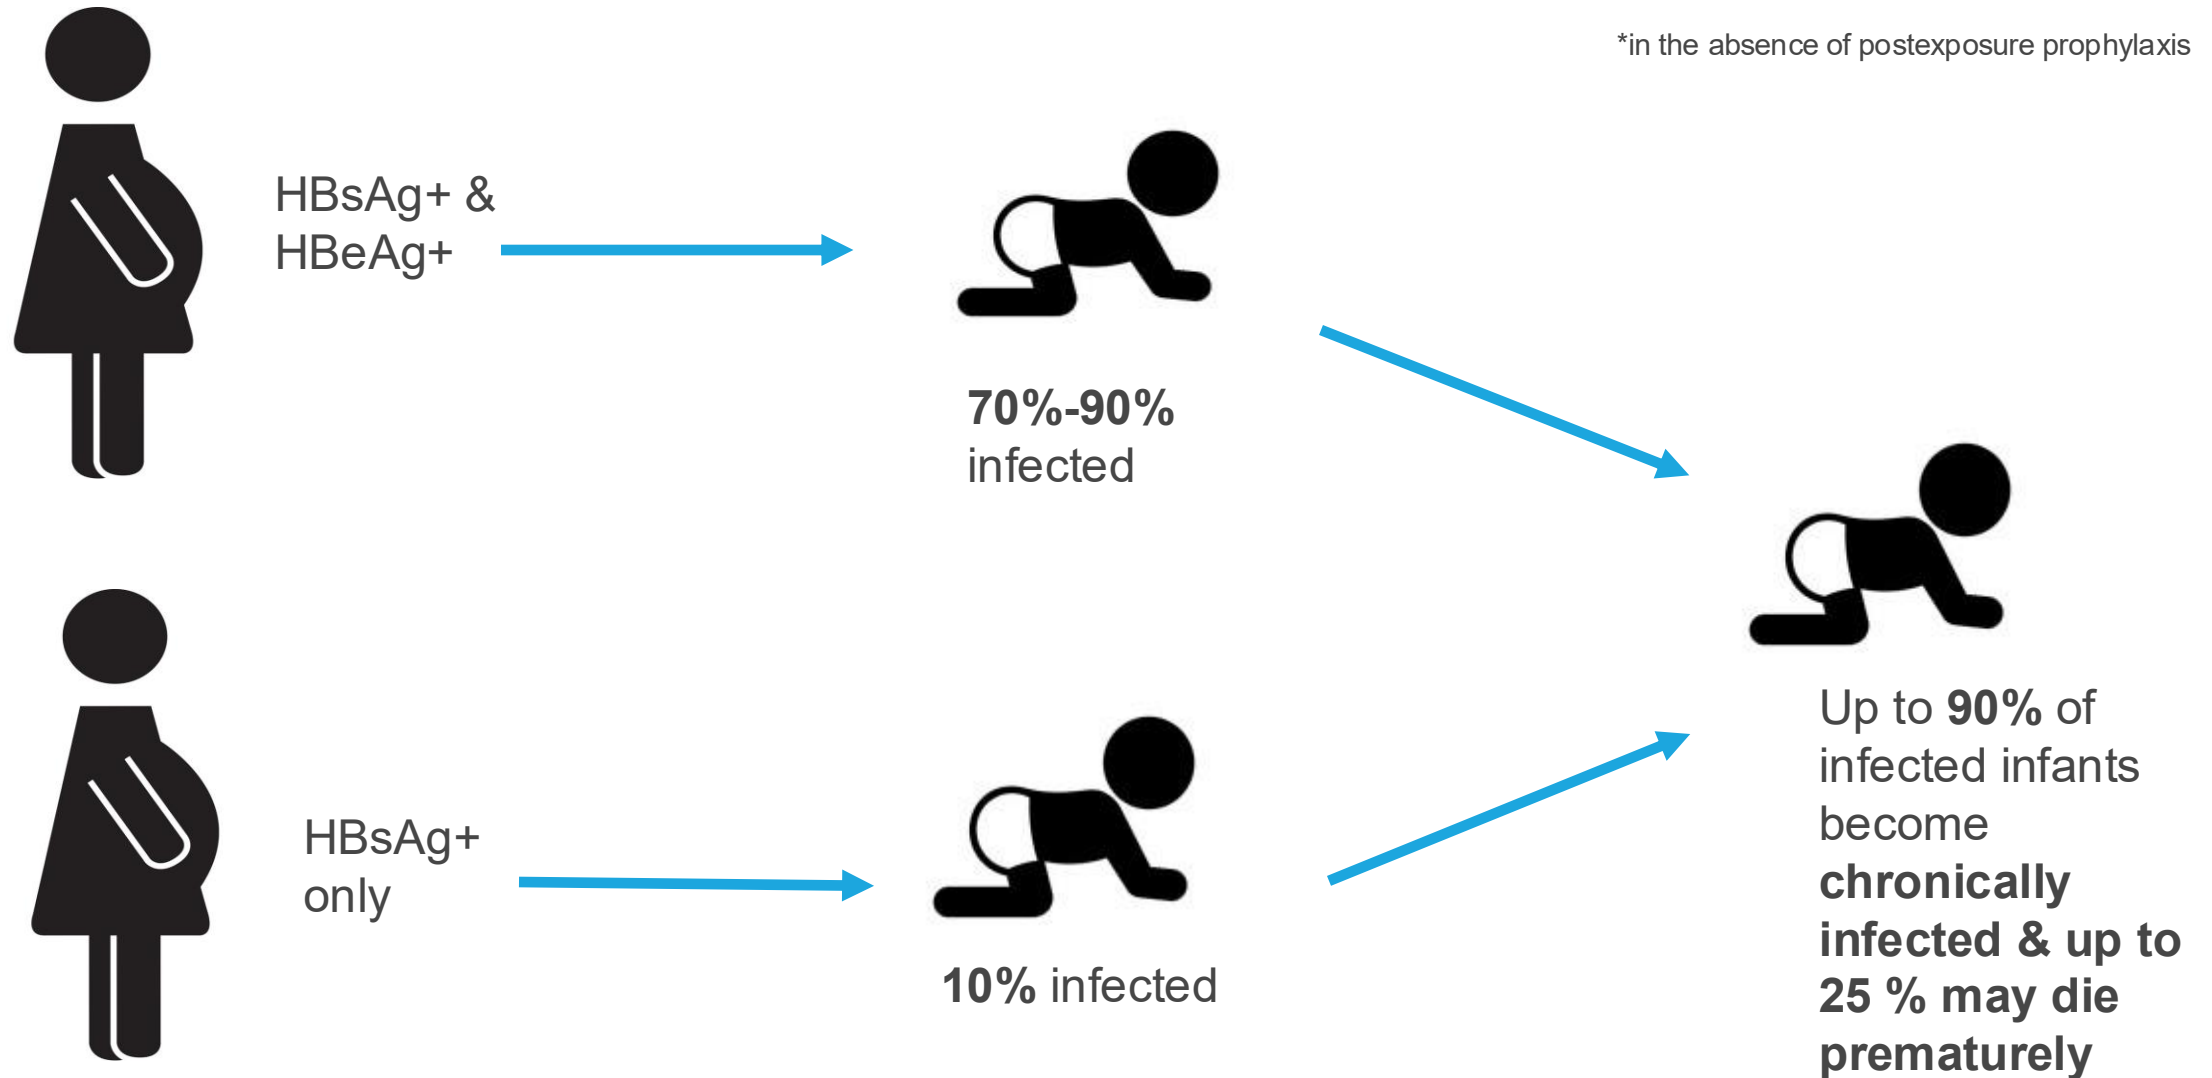 *in the absence of postexposure prophylaxis
HBsAg+ &
HBeAg+
70%-90%
infected
HBsAg+
only
10% infected
Up to 90% of
infected infants
become
chronically
infected & up to
25 % may die
prematurely